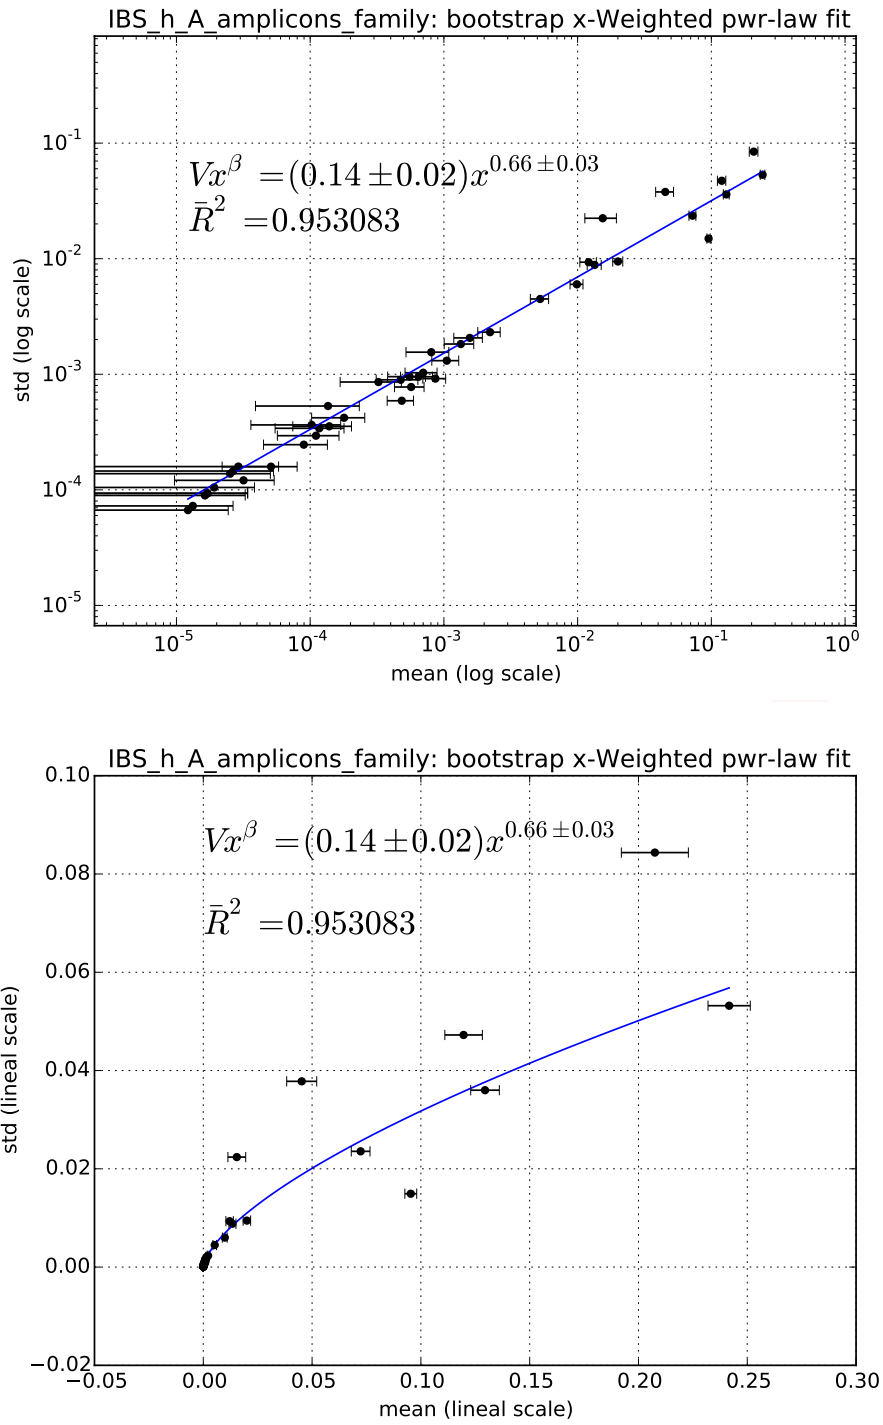 IBS_h_A_amplicons_family: bootstrap x-Weighted pwr-law fit
Vx^β =(0.14±0.02)x^0.66±0.03
R̄² =0.953083
10^-1
10^-2
10^-3
10^-4
10^-5
std (log scale)
10^-5 10^-4 10^-3 10^-2 10^-1 10^0
mean (log scale)
IBS_h_A_amplicons_family: bootstrap x-Weighted pwr-law fit
Vx^β =(0.14±0.02)x^0.66±0.03
R̄² =0.953083
0.10
0.08
0.06
0.04
0.02
0.00
−0.02
std (lineal scale)
−0.05 0.00 0.05 0.10 0.15 0.20 0.25 0.30
mean (lineal scale)